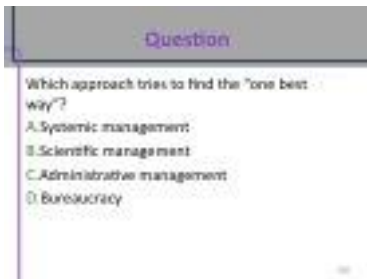 Question
Which approach tries to find the "one best
way"?
A.Systemic management
B.Scientific management
C.Administrative management
D.Bureaucracy